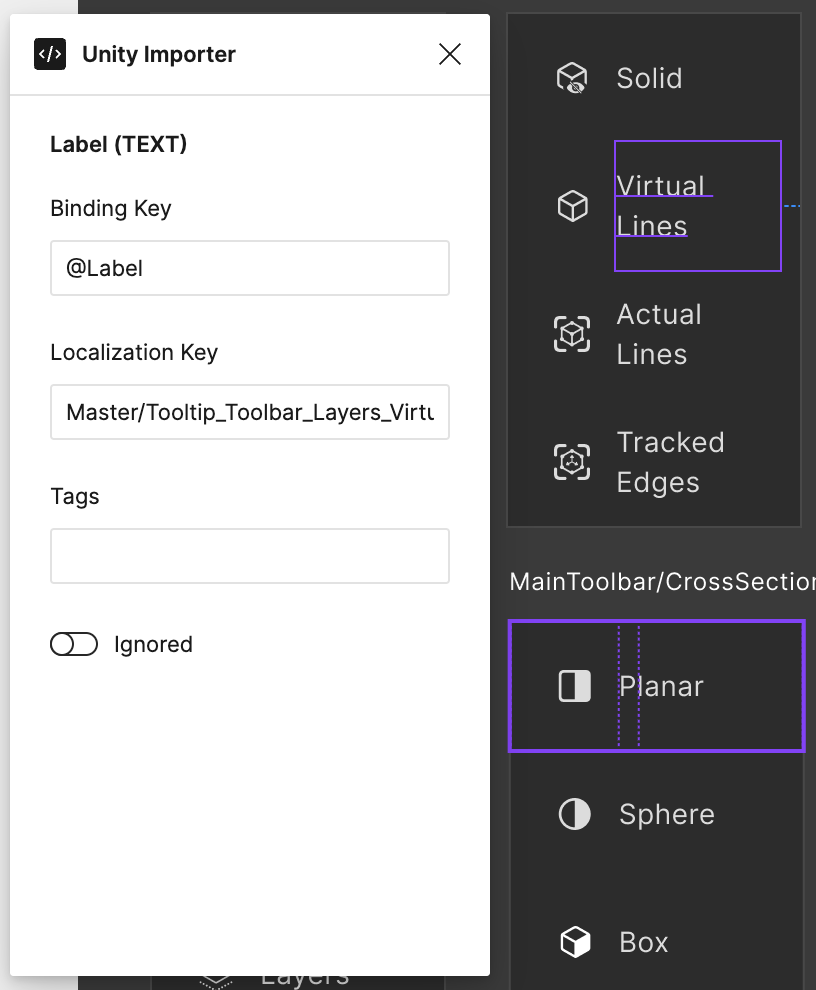 Unity Importer
Label (TEXT)
Binding Key
@Label
Localization Key
Master/Tooltip_Toolbar_Layers_Virtu
Tags
Ignored
Solid
Virtual
Lines
Actual
Lines
Tracked
Edges
MainToolbar/CrossSection
Planar
Sphere
Box
Layers